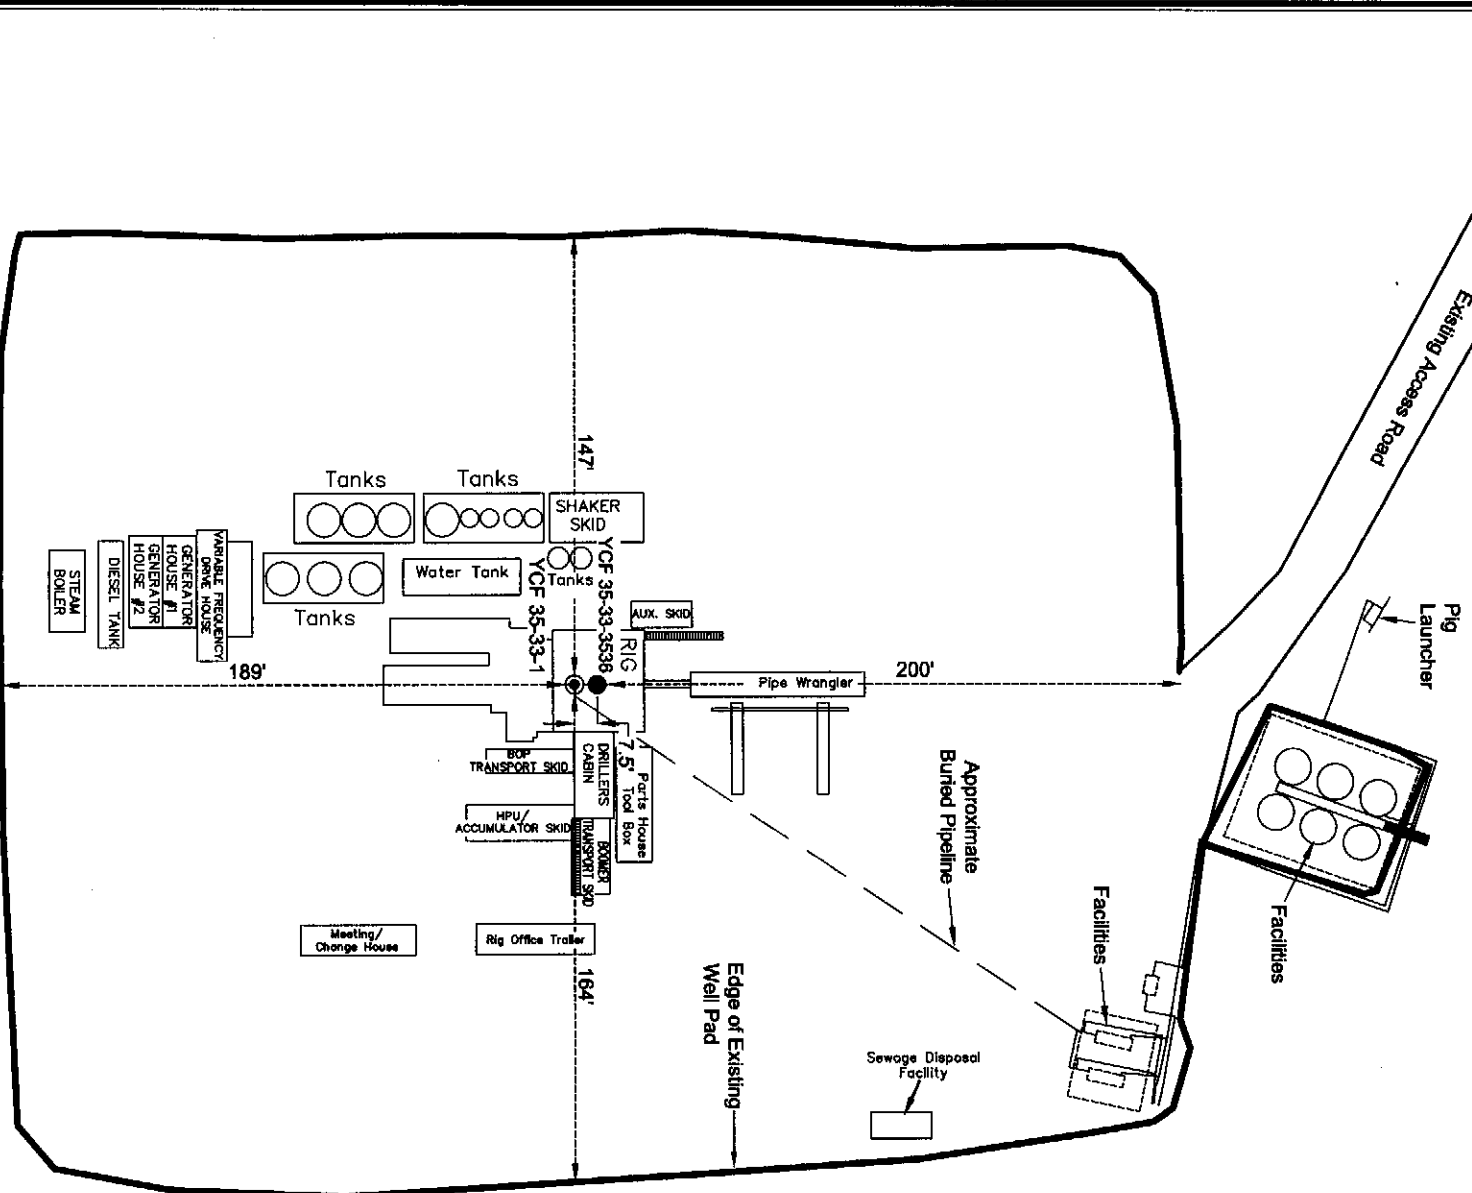 Existing Access Road
Pig
Launcher
147'
Tanks
Tanks
SHAKER
SKID
YCF 35-33-3536
YCF 35-33-1
Tanks
Water Tank
Tanks
VARIABLE FREQUENCY
DRIVE HOUSE
GENERATOR
HOUSE #1
GENERATOR
HOUSE #2
DIESEL TANK
STEAM
BOILER
AUX. SKID
RIG
189'
Pipe Wrangler
200'
7.5'
BOP
TRANSPORT SKID
DRILLERS
CABIN
Parts House
Tool Box
HPU/
ACCUMULATOR SKID
BOOMER
TRANSPORT SKID
Approximate
Buried Pipeline
Facilities
Facilities
Meeting/
Change House
Rig Office Trailer
164'
Edge of Existing
Well Pad
Sewage Disposal
Facility